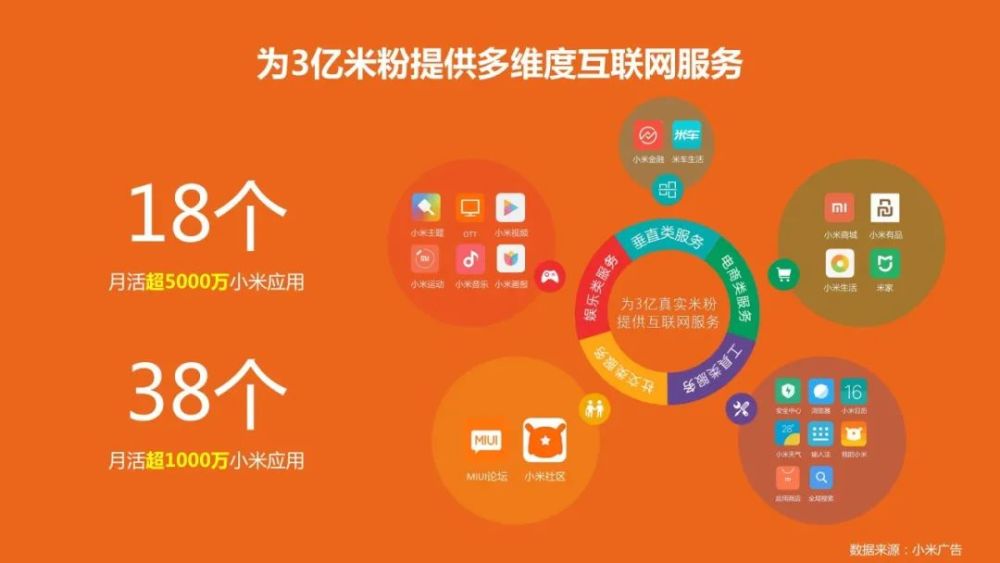 为3亿米粉提供多维度互联网服务
18个
月活超5000万小米应用
38个
月活超1000万小米应用
米车
小米金融 米车生活
小米主题 OTT 小米视频
mi
小米运动 小米音乐 小米画报
mi
小米商城 小米有品
小米生活 米家
垂直类服务
电商类服务
工具类服务
社交类服务
娱乐类服务
为3亿真实米粉
提供互联网服务
MIUI
MIUI论坛 小米社区
16
安全中心 浏览器 小米日历
28°
小米天气 输入法 我的小米
mi
应用商店 全局搜索
数据来源：小米广告